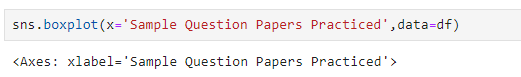 sns.boxplot(x='Sample Question Papers Practiced',data=df)
<Axes: xlabel='Sample Question Papers Practiced'>